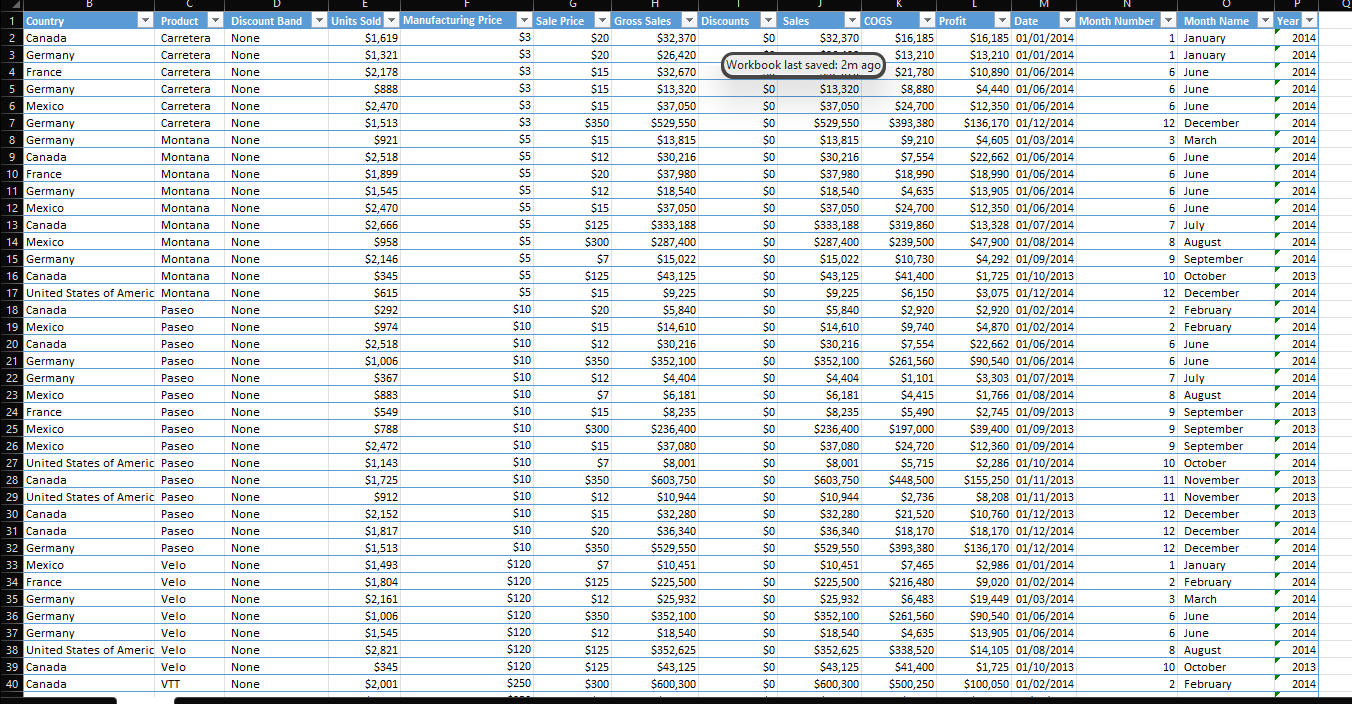 B C D E F G H I J K L M N O P Q
1 Country Product Discount Band Units Sold Manufacturing Price Sale Price Gross Sales Discounts Sales COGS Profit Date Month Number Month Name Year
2 Canada Carretera None $1,619 $3 $20 $32,370 $0 $32,370 $16,185 $16,185 01/01/2014 1 January 2014
3 Germany Carretera None $1,321 $3 $20 $26,420 $13,210 $13,210 01/01/2014 1 January 2014
Workbook last saved: 2m ago
4 France Carretera None $2,178 $3 $15 $32,670 $21,780 $10,890 01/06/2014 6 June 2014
5 Germany Carretera None $888 $3 $15 $13,320 $0 $13,320 $8,880 $4,440 01/06/2014 6 June 2014
6 Mexico Carretera None $2,470 $3 $15 $37,050 $0 $37,050 $24,700 $12,350 01/06/2014 6 June 2014
7 Germany Carretera None $1,513 $3 $350 $529,550 $0 $529,550 $393,380 $136,170 01/12/2014 12 December 2014
8 Germany Montana None $921 $5 $15 $13,815 $0 $13,815 $9,210 $4,605 01/03/2014 3 March 2014
9 Canada Montana None $2,518 $5 $12 $30,216 $0 $30,216 $7,554 $22,662 01/06/2014 6 June 2014
10 France Montana None $1,899 $5 $20 $37,980 $0 $37,980 $18,990 $18,990 01/06/2014 6 June 2014
11 Germany Montana None $1,545 $5 $12 $18,540 $0 $18,540 $4,635 $13,905 01/06/2014 6 June 2014
12 Mexico Montana None $2,470 $5 $15 $37,050 $0 $37,050 $24,700 $12,350 01/06/2014 6 June 2014
13 Canada Montana None $2,666 $5 $125 $333,188 $0 $333,188 $319,860 $13,328 01/07/2014 7 July 2014
14 Mexico Montana None $958 $5 $300 $287,400 $0 $287,400 $239,500 $47,900 01/08/2014 8 August 2014
15 Germany Montana None $2,146 $5 $7 $15,022 $0 $15,022 $10,730 $4,292 01/09/2014 9 September 2014
16 Canada Montana None $345 $5 $125 $43,125 $0 $43,125 $41,400 $1,725 01/10/2013 10 October 2013
17 United States of Americ Montana None $615 $5 $15 $9,225 $0 $9,225 $6,150 $3,075 01/12/2014 12 December 2014
18 Canada Paseo None $292 $10 $20 $5,840 $0 $5,840 $2,920 $2,920 01/02/2014 2 February 2014
19 Mexico Paseo None $974 $10 $15 $14,610 $0 $14,610 $9,740 $4,870 01/02/2014 2 February 2014
20 Canada Paseo None $2,518 $10 $12 $30,216 $0 $30,216 $7,554 $22,662 01/06/2014 6 June 2014
21 Germany Paseo None $1,006 $10 $350 $352,100 $0 $352,100 $261,560 $90,540 01/06/2014 6 June 2014
22 Germany Paseo None $367 $10 $12 $4,404 $0 $4,404 $1,101 $3,303 01/07/2014 7 July 2014
23 Mexico Paseo None $883 $10 $7 $6,181 $0 $6,181 $4,415 $1,766 01/08/2014 8 August 2014
24 France Paseo None $549 $10 $15 $8,235 $0 $8,235 $5,490 $2,745 01/09/2013 9 September 2013
25 Mexico Paseo None $788 $10 $300 $236,400 $0 $236,400 $197,000 $39,400 01/09/2013 9 September 2013
26 Mexico Paseo None $2,472 $10 $15 $37,080 $0 $37,080 $24,720 $12,360 01/09/2014 9 September 2014
27 United States of Americ Paseo None $1,143 $10 $7 $8,001 $0 $8,001 $5,715 $2,286 01/10/2014 10 October 2014
28 Canada Paseo None $1,725 $10 $350 $603,750 $0 $603,750 $448,500 $155,250 01/11/2013 11 November 2013
29 United States of Americ Paseo None $912 $10 $12 $10,944 $0 $10,944 $2,736 $8,208 01/11/2013 11 November 2013
30 Canada Paseo None $2,152 $10 $15 $32,280 $0 $32,280 $21,520 $10,760 01/12/2013 12 December 2013
31 Canada Paseo None $1,817 $10 $20 $36,340 $0 $36,340 $18,170 $18,170 01/12/2014 12 December 2014
32 Germany Paseo None $1,513 $10 $350 $529,550 $0 $529,550 $393,380 $136,170 01/12/2014 12 December 2014
33 Mexico Velo None $1,493 $120 $7 $10,451 $0 $10,451 $7,465 $2,986 01/01/2014 1 January 2014
34 France Velo None $1,804 $120 $125 $225,500 $0 $225,500 $216,480 $9,020 01/02/2014 2 February 2014
35 Germany Velo None $2,161 $120 $12 $25,932 $0 $25,932 $6,483 $19,449 01/03/2014 3 March 2014
36 Germany Velo None $1,006 $120 $350 $352,100 $0 $352,100 $261,560 $90,540 01/06/2014 6 June 2014
37 Germany Velo None $1,545 $120 $12 $18,540 $0 $18,540 $4,635 $13,905 01/06/2014 6 June 2014
38 United States of Americ Velo None $2,821 $120 $125 $352,625 $0 $352,625 $338,520 $14,105 01/08/2014 8 August 2014
39 Canada Velo None $345 $120 $125 $43,125 $0 $43,125 $41,400 $1,725 01/10/2013 10 October 2013
40 Canada VTT None $2,001 $250 $300 $600,300 $0 $600,300 $500,250 $100,050 01/02/2014 2 February 2014